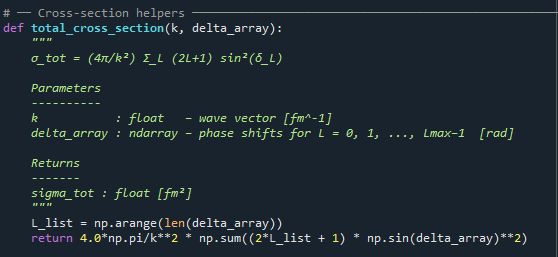 # —— Cross-section helpers ——————————————
def total_cross_section(k, delta_array):
    """
    σ_tot = (4π/k²) Σ_L (2L+1) sin²(δ_L)

    Parameters
    ----------
    k           : float   – wave vector [fm^-1]
    delta_array : ndarray – phase shifts for L = 0, 1, ..., Lmax–1  [rad]

    Returns
    -------
    sigma_tot : float [fm²]
    """
    L_list = np.arange(len(delta_array))
    return 4.0*np.pi/k**2 * np.sum((2*L_list + 1) * np.sin(delta_array)**2)